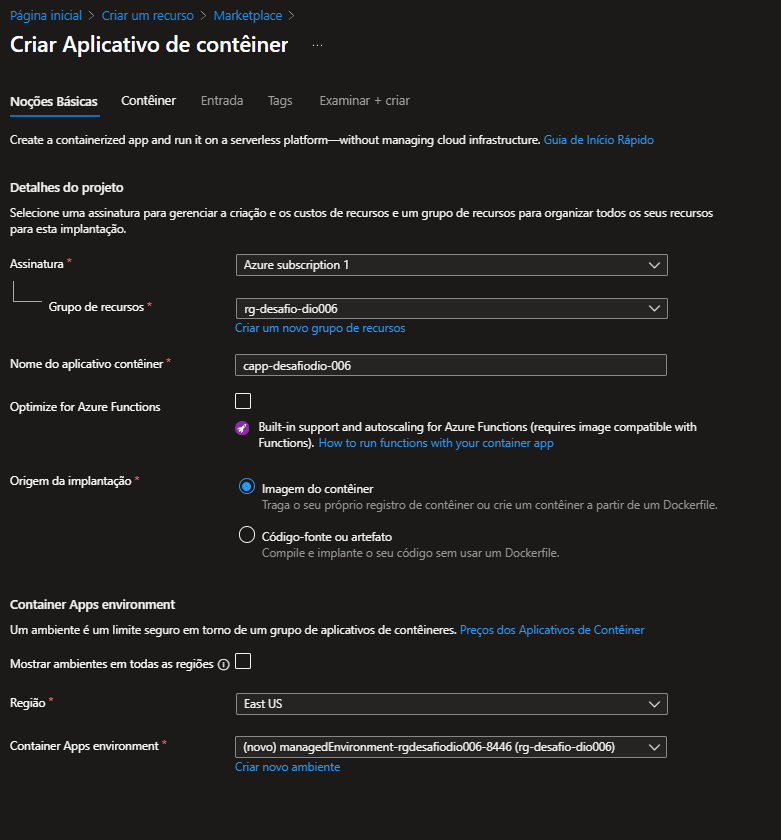 Página inicial > Criar um recurso > Marketplace >
Criar Aplicativo de contêiner ...
Noções Básicas Contêiner Entrada Tags Examinar + criar
Create a containerized app and run it on a serverless platform—without managing cloud infrastructure. Guia de Início Rápido
Detalhes do projeto
Selecione uma assinatura para gerenciar a criação e os custos de recursos e um grupo de recursos para organizar todos os seus recursos
para esta implantação.
Assinatura *
Azure subscription 1
Grupo de recursos *
rg-desafio-dio006
Criar um novo grupo de recursos
Nome do aplicativo contêiner *
capp-desafiodio-006
Optimize for Azure Functions
Built-in support and autoscaling for Azure Functions (requires image compatible with
Functions). How to run functions with your container app
Origem da implantação *
Imagem do contêiner
Traga o seu próprio registro de contêiner ou crie um contêiner a partir de um Dockerfile.
Código-fonte ou artefato
Compile e implante o seu código sem usar um Dockerfile.
Container Apps environment
Um ambiente é um limite seguro em torno de um grupo de aplicativos de contêineres. Preços dos Aplicativos de Contêiner
Mostrar ambientes em todas as regiões
Região *
East US
Container Apps environment *
(novo) managedEnvironment-rgdesafiodio006-8446 (rg-desafio-dio006)
Criar novo ambiente